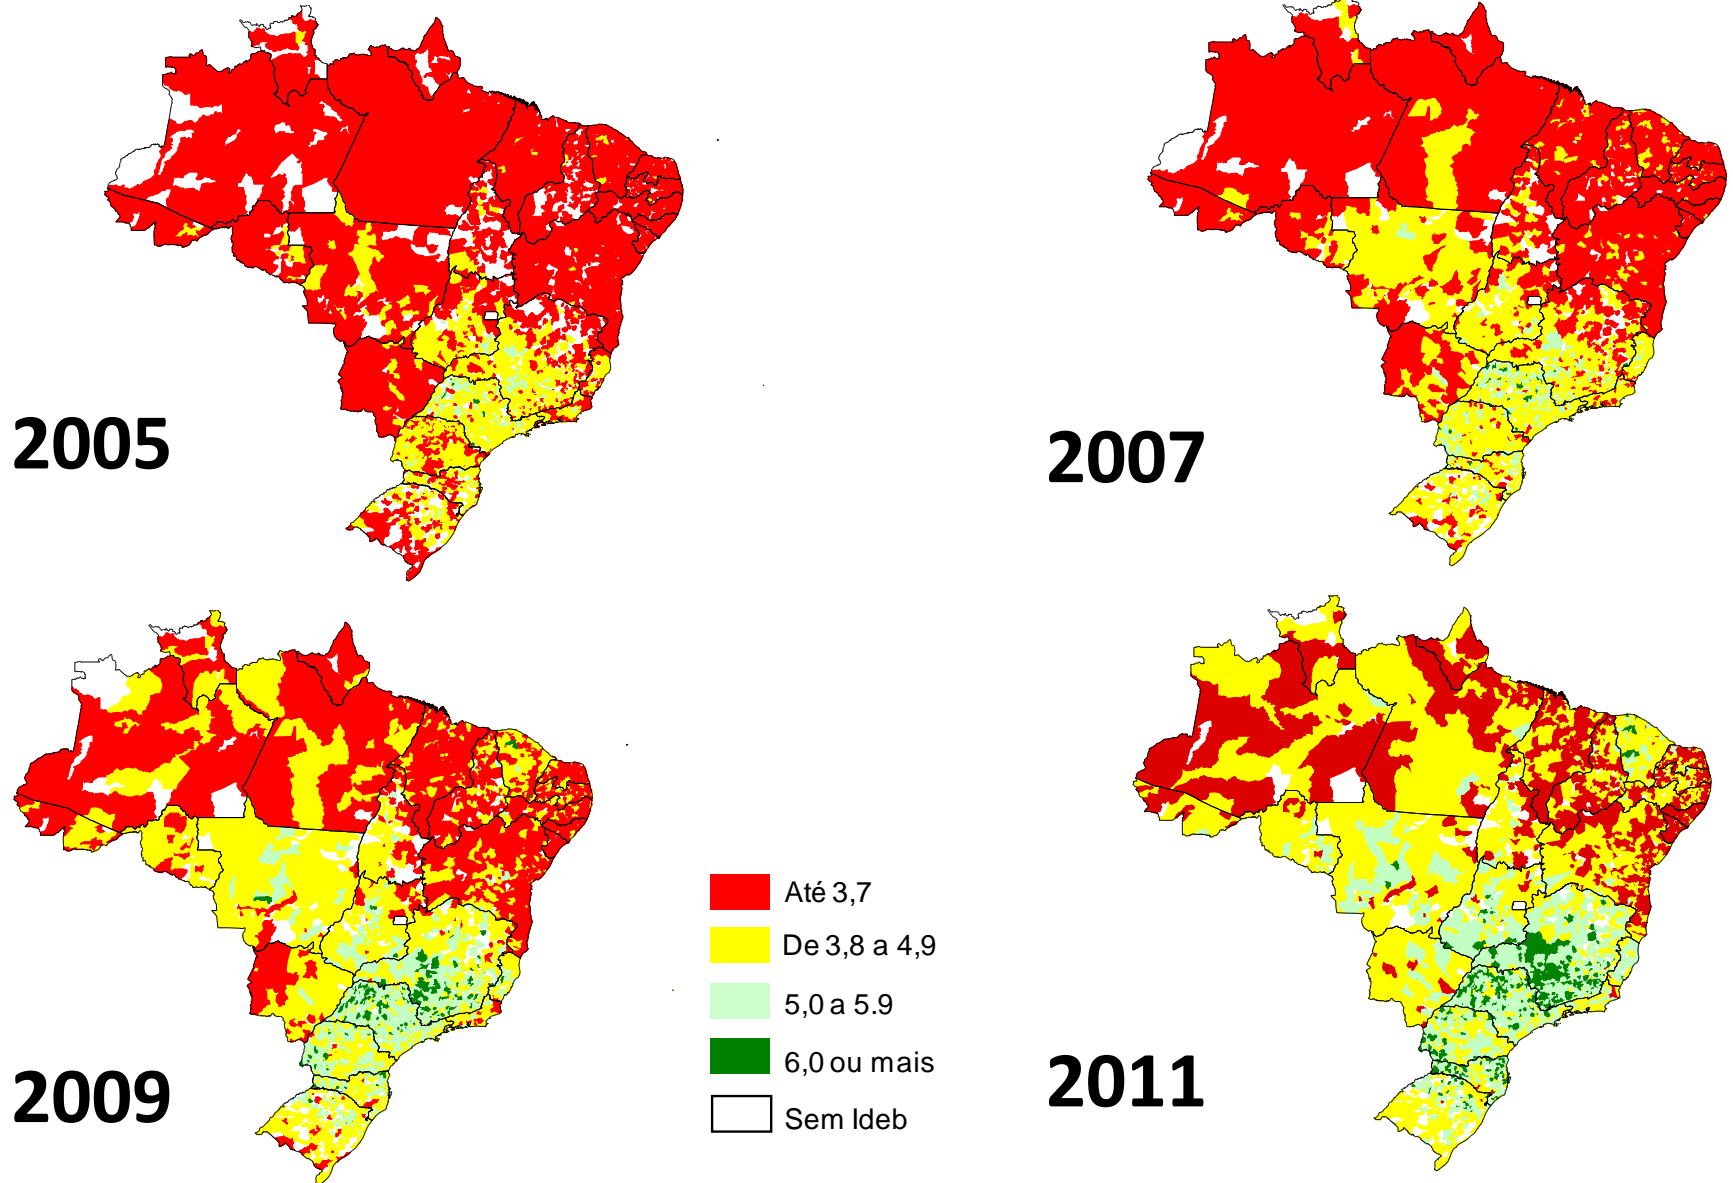 2005
2007
2009
Até 3,7
De 3,8 a 4,9
5,0 a 5.9
6,0 ou mais
Sem Ideb
2011